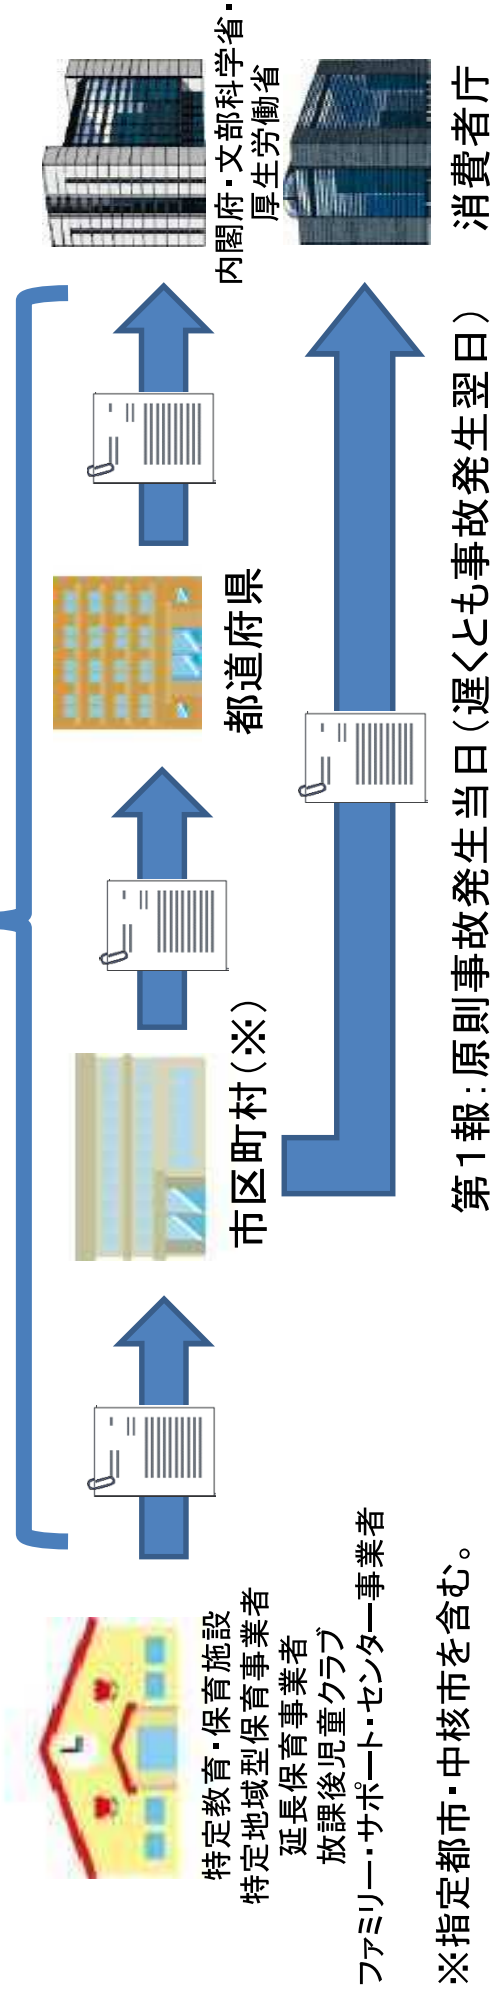 特定教育・保育施設
特定地域型保育事業者
延長保育事業者
放課後児童クラブ
ファミリー・サポート・センター事業者
市区町村（※）
都道府県
内閣府・文部科学省・
厚生労働省
消費者庁
第１報：原則事故発生当日（遅くとも事故発生翌日）
※指定都市・中核市を含む。